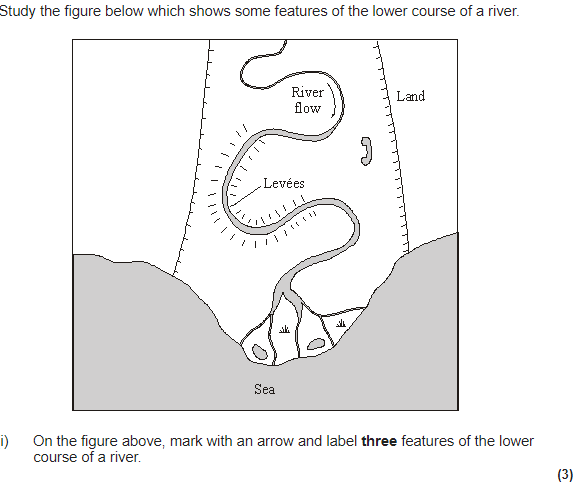 Study the figure below which shows some features of the lower course of a river.
River
flow
Land
Levées
Sea
i) On the figure above, mark with an arrow and label three features of the lower
course of a river.
(3)